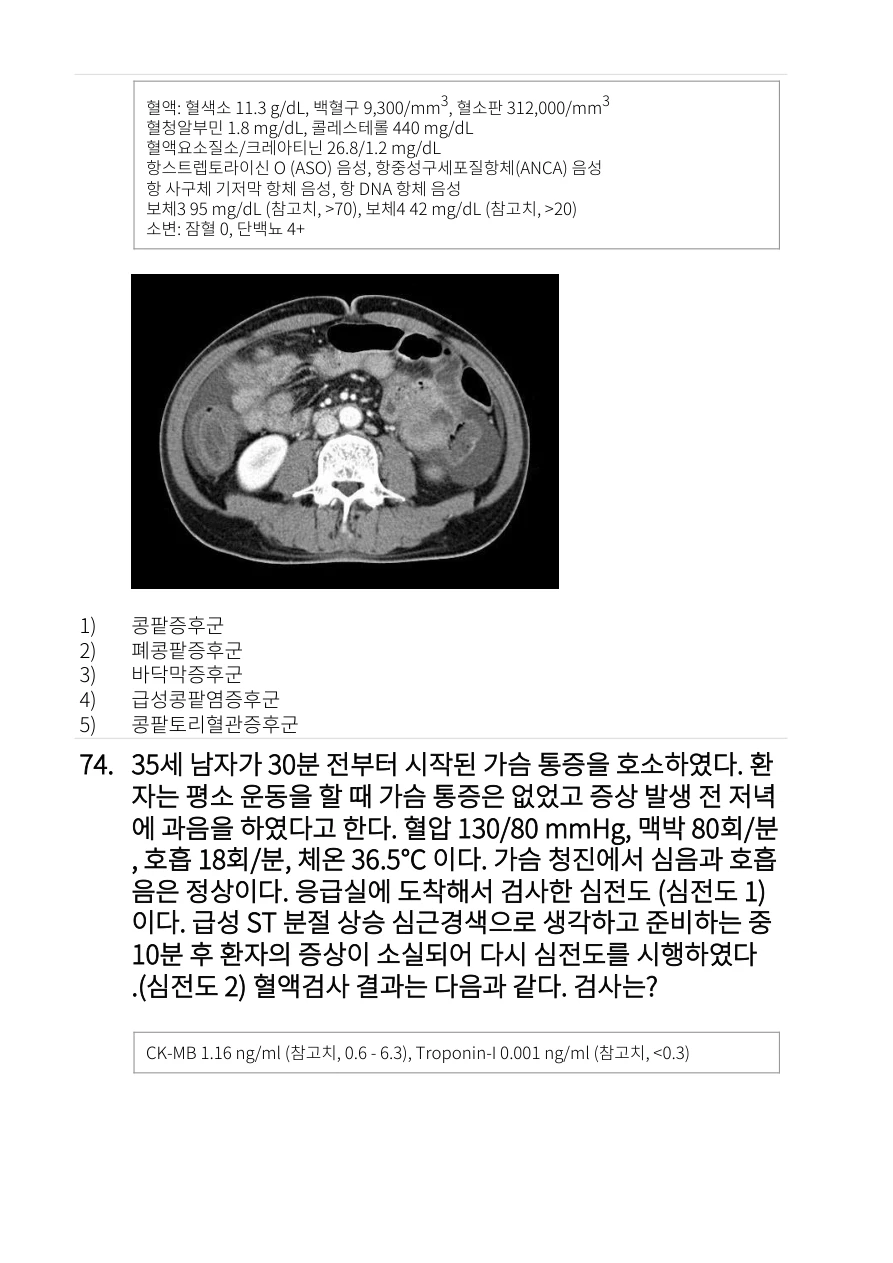 혈액: 혈색소 11.3 g/dL, 백혈구 9,300/mm3, 혈소판 312,000/mm3
혈청알부민 1.8 mg/dL, 콜레스테롤 440 mg/dL
혈액요소질소/크레아티닌 26.8/1.2 mg/dL
항스트렙토라이신 O (ASO) 음성, 항중성구세포질항체(ANCA) 음성
항 사구체 기저막 항체 음성, 항 DNA 항체 음성
보체3 95 mg/dL (참고치, >70), 보체4 42 mg/dL (참고치, >20)
소변: 잠혈 0, 단백뇨 4+
1) 콩팥증후군
2) 폐콩팥증후군
3) 바닥막증후군
4) 급성콩팥염증후군
5) 콩팥토리혈관증후군
74. 35세 남자가 30분 전부터 시작된 가슴 통증을 호소하였다. 환
자는 평소 운동을 할 때 가슴 통증은 없었고 증상 발생 전 저녁
에 과음을 하였다고 한다. 혈압 130/80 mmHg, 맥박 80회/분
, 호흡 18회/분, 체온 36.5°C 이다. 가슴 청진에서 심음과 호흡
음은 정상이다. 응급실에 도착해서 검사한 심전도 (심전도 1)
이다. 급성 ST 분절 상승 심근경색으로 생각하고 준비하는 중
10분 후 환자의 증상이 소실되어 다시 심전도를 시행하였다
.(심전도 2) 혈액검사 결과는 다음과 같다. 검사는?
CK-MB 1.16 ng/ml (참고치, 0.6 - 6.3), Troponin-I 0.001 ng/ml (참고치, <0.3)